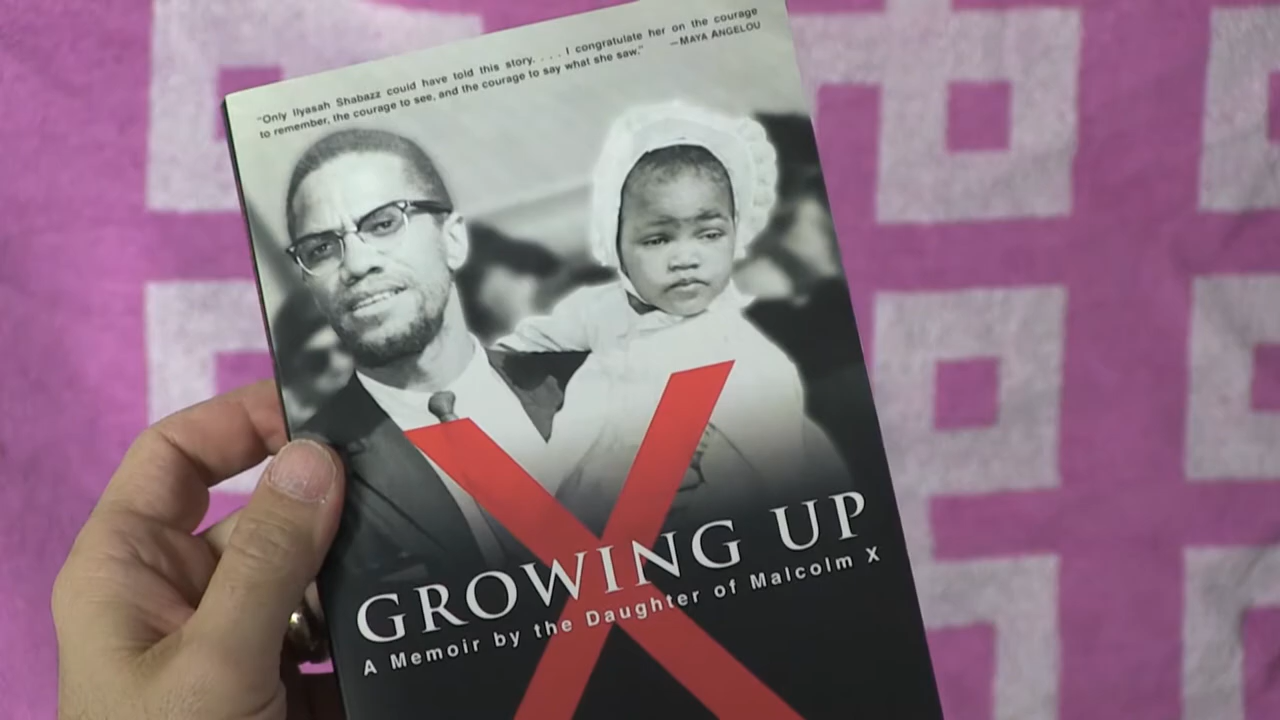 "Only Ilyasah Shabazz could have told this story. . . . I congratulate her on the courage
to remember, the courage to see, and the courage to say what she saw." —MAYA ANGELOU
X
GROWING UP
A Memoir by the Daughter of Malcolm X